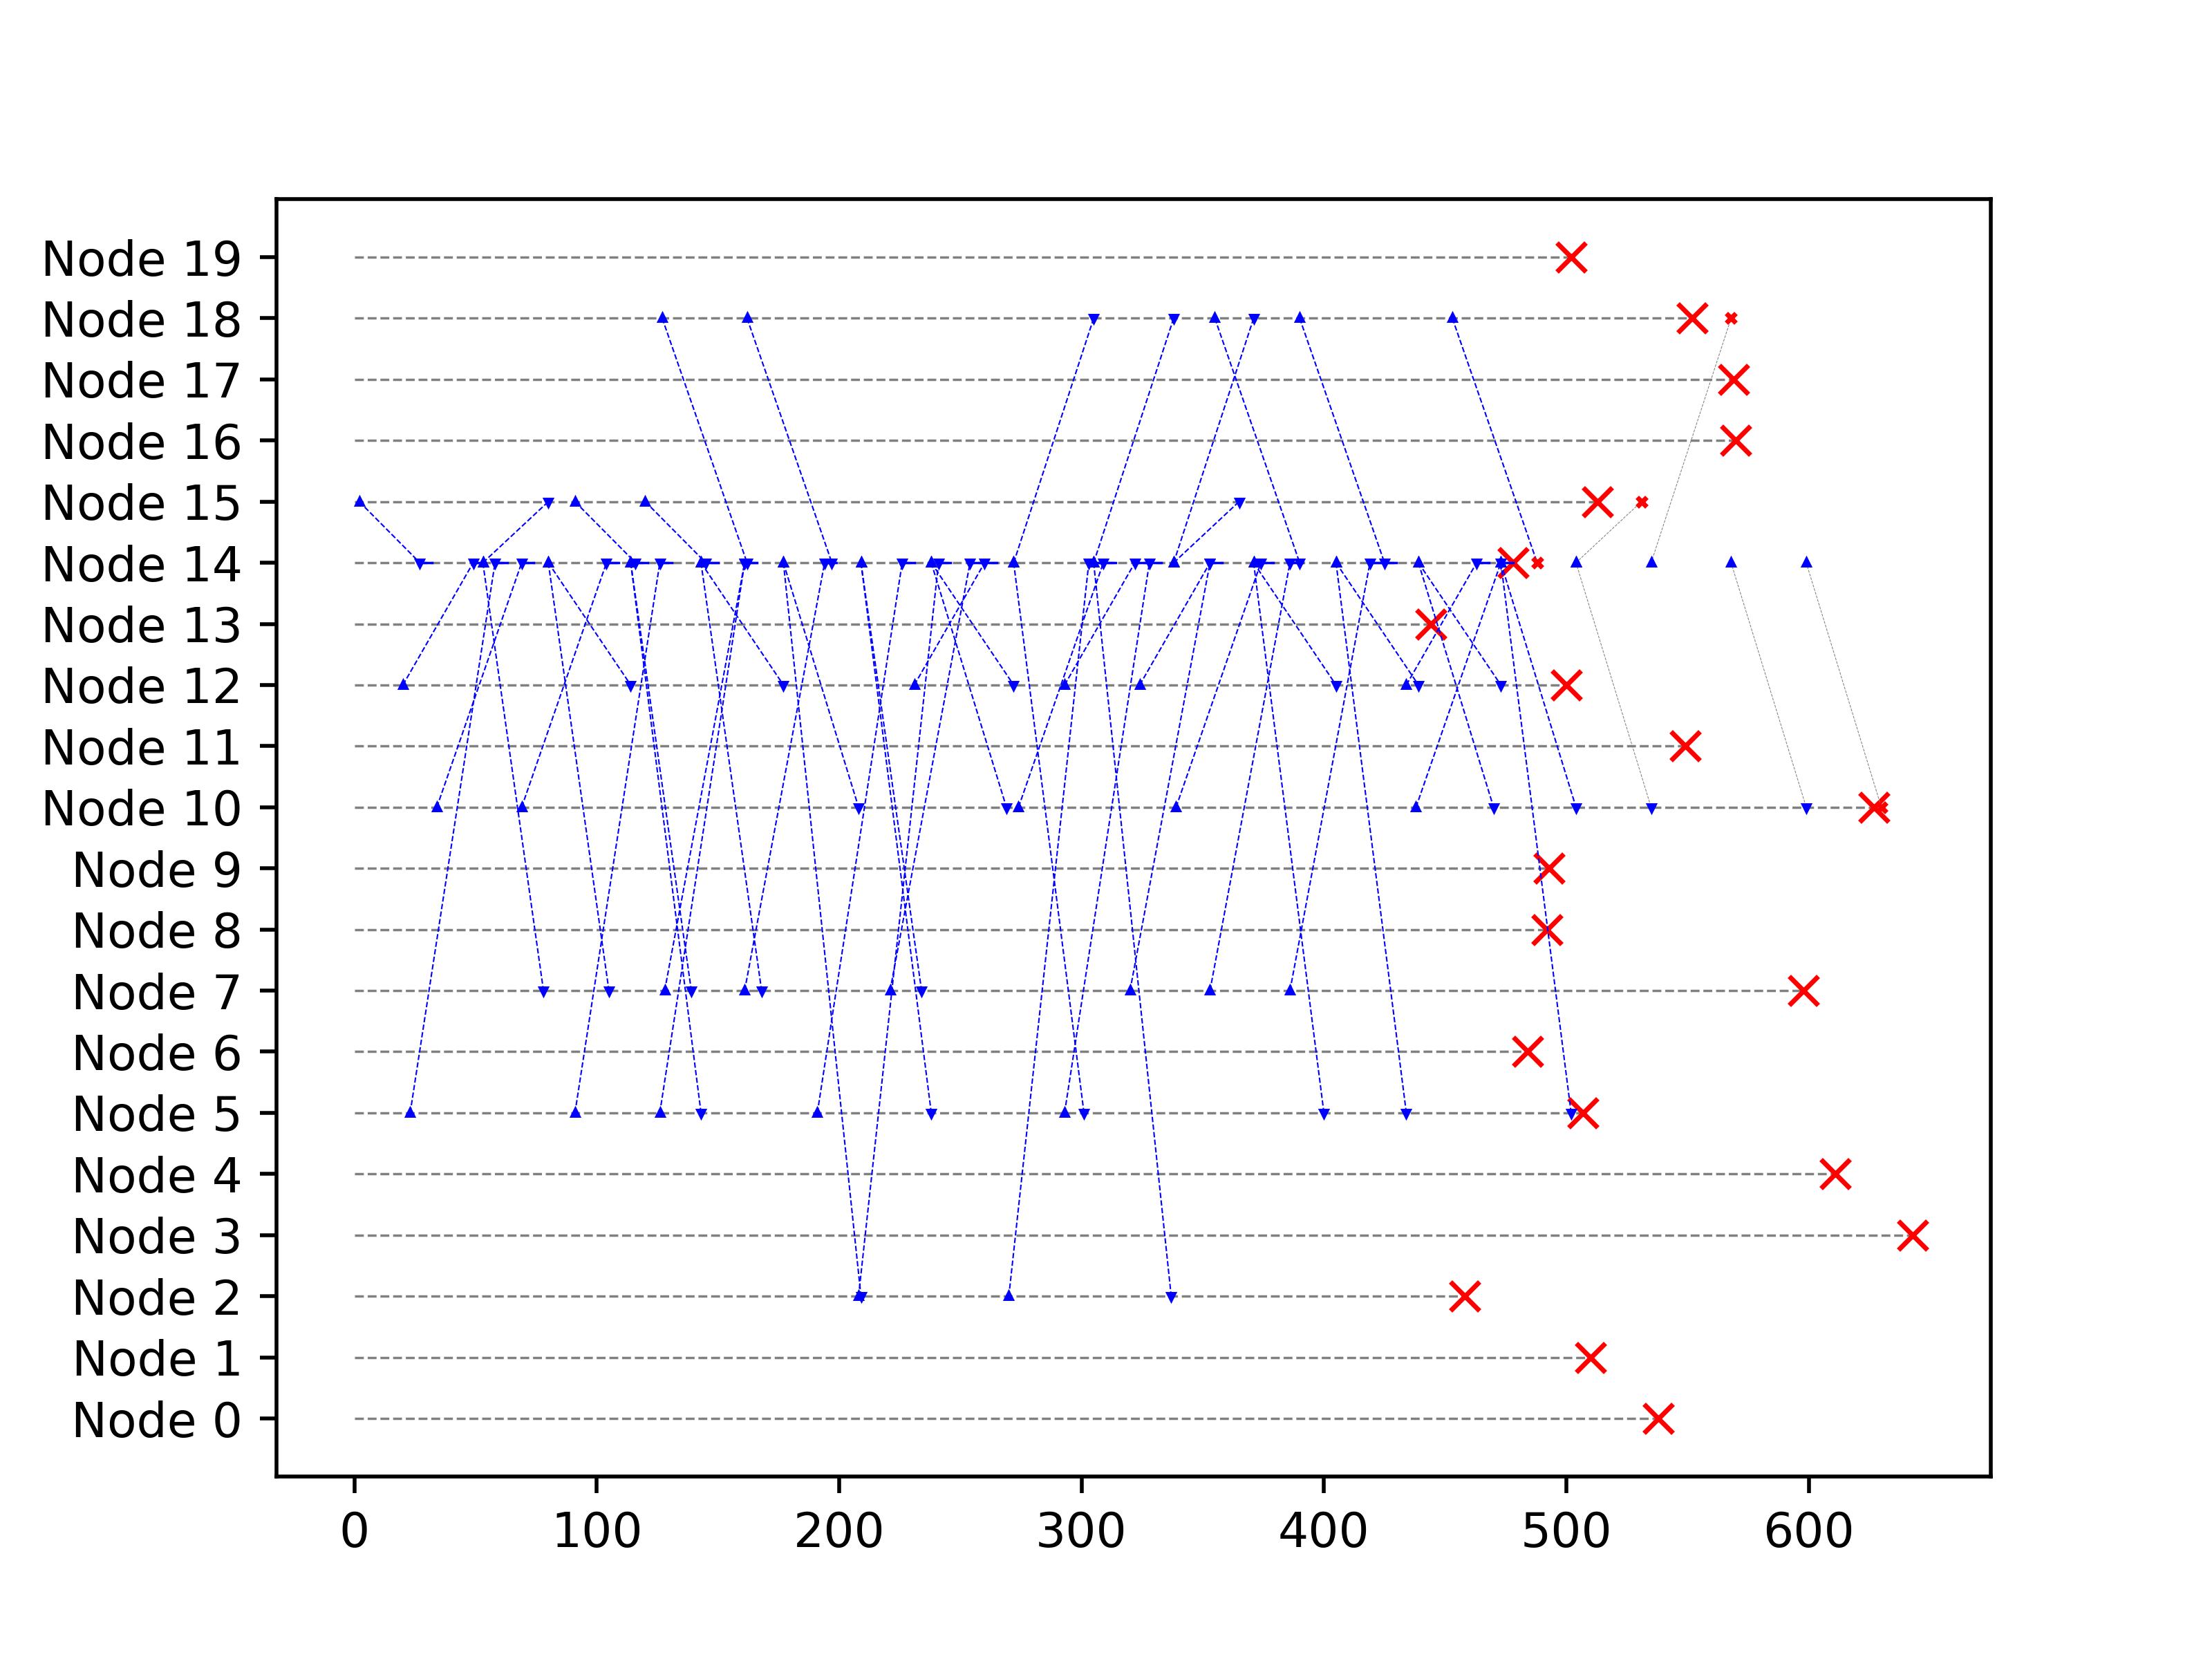 Node 19
Node 18
Node 17
Node 16
Node 15
Node 14
Node 13
Node 12
Node 11
Node 10
Node 9
Node 8
Node 7
Node 6
Node 5
Node 4
Node 3
Node 2
Node 1
Node 0
0 100 200 300 400 500 600